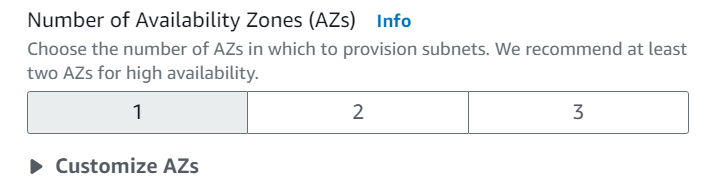 Number of Availability Zones (AZs) Info
Choose the number of AZs in which to provision subnets. We recommend at least
two AZs for high availability.
1 2 3
Customize AZs